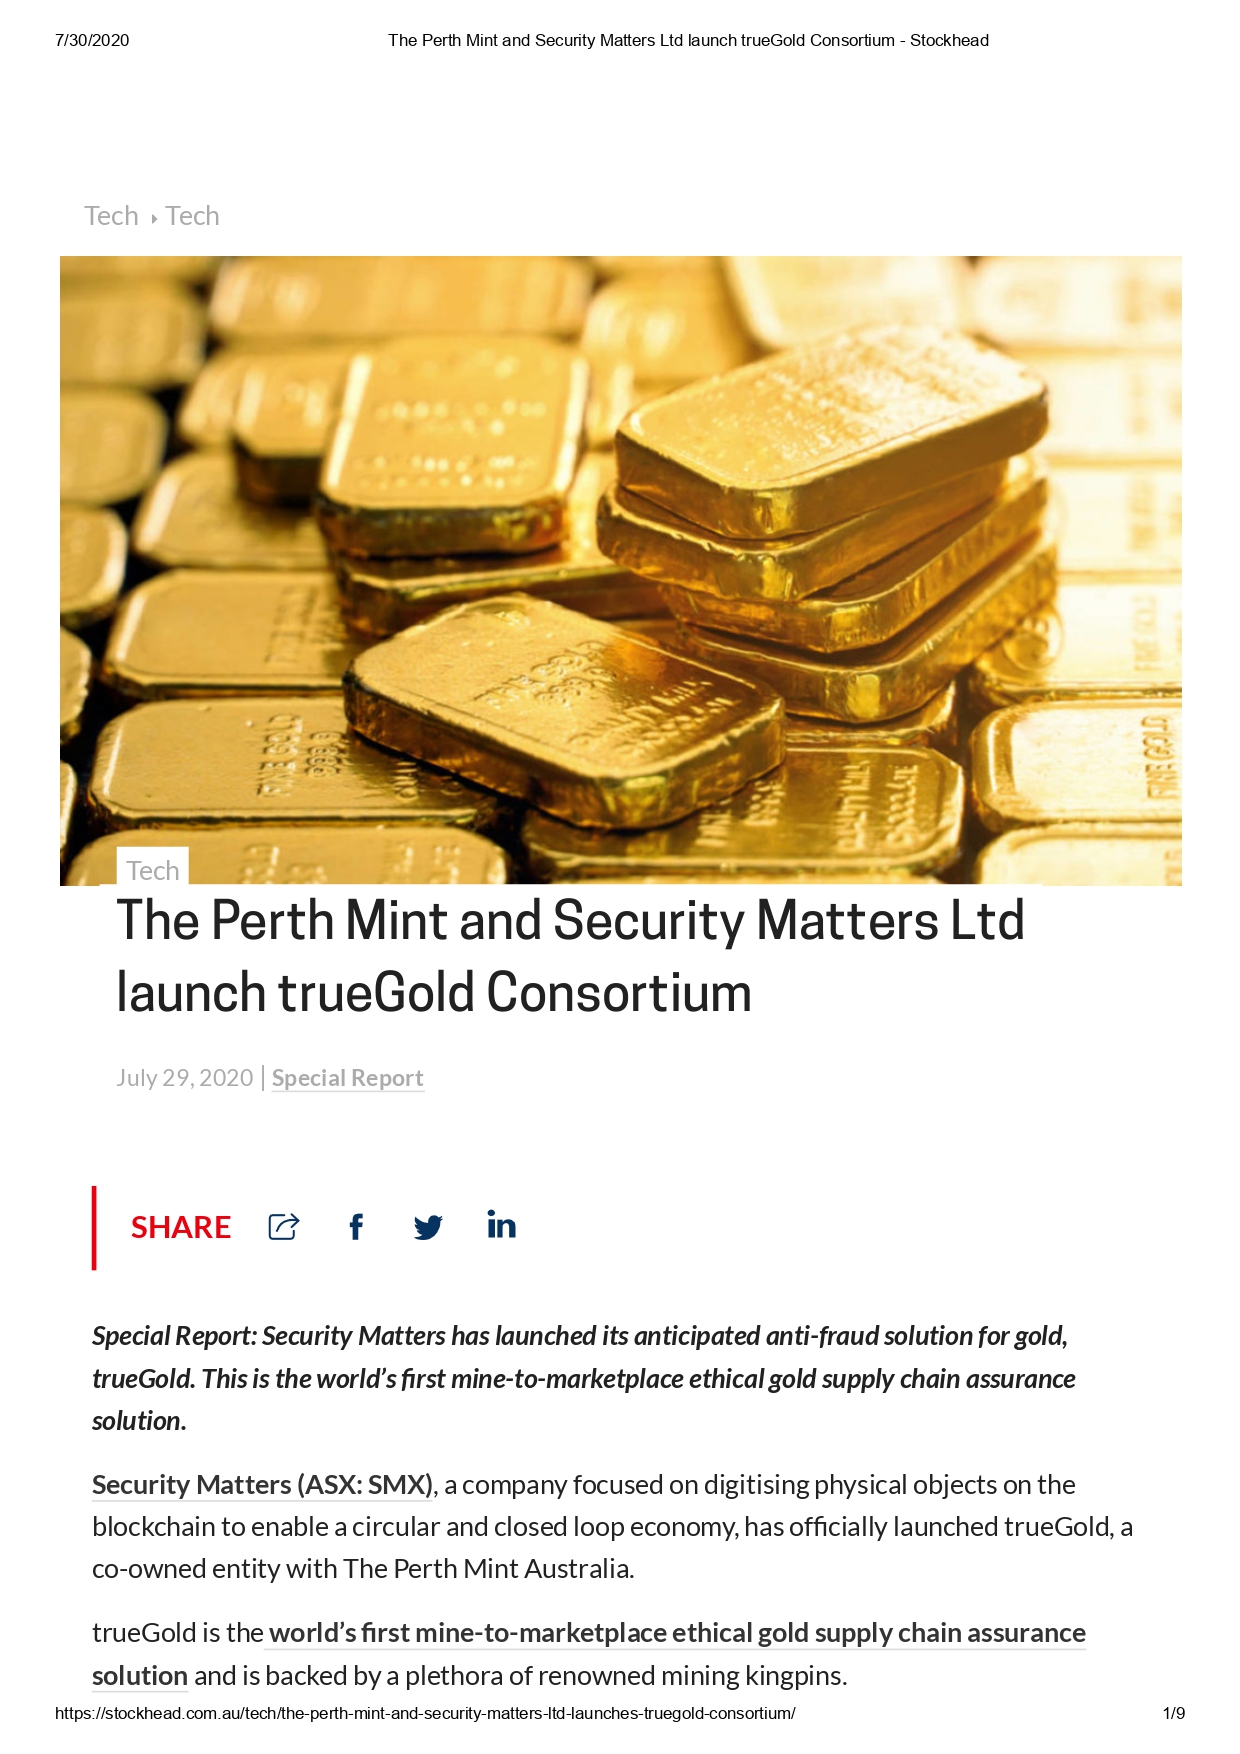 7/30/2020 The Perth Mint and Security Matters Ltd launch trueGold Consortium - Stockhead
Tech Tech
FINE GOLD
FINE GOLD
Tech
The Perth Mint and Security Matters Ltd
launch trueGold Consortium
July 29, 2020 | Special Report
SHARE
Special Report: Security Matters has launched its anticipated anti-fraud solution for gold,
trueGold. This is the world’s first mine-to-marketplace ethical gold supply chain assurance
solution.
Security Matters (ASX: SMX), a company focused on digitising physical objects on the
blockchain to enable a circular and closed loop economy, has officially launched trueGold, a
co-owned entity with The Perth Mint Australia.
trueGold is the world’s first mine-to-marketplace ethical gold supply chain assurance
solution and is backed by a plethora of renowned mining kingpins.
https://stockhead.com.au/tech/the-perth-mint-and-security-matters-ltd-launches-truegold-consortium/ 1/9